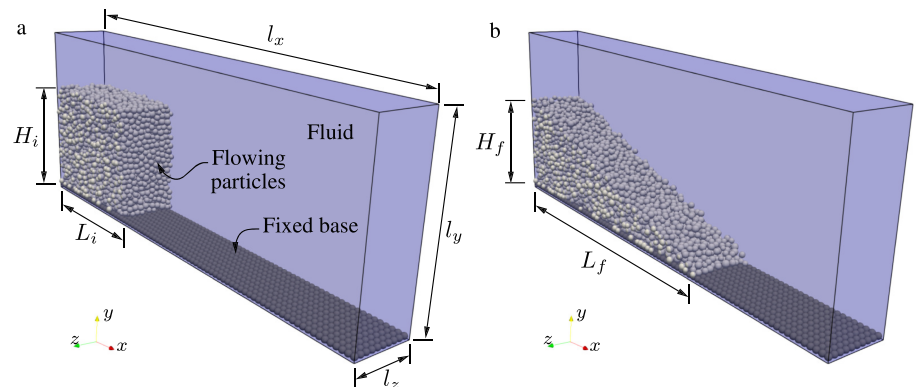 a
l_x
H_i
Fluid
Flowing
particles
Fixed base
L_i
l_y
l_z
y
z
x
b
H_f
L_f
y
z
x